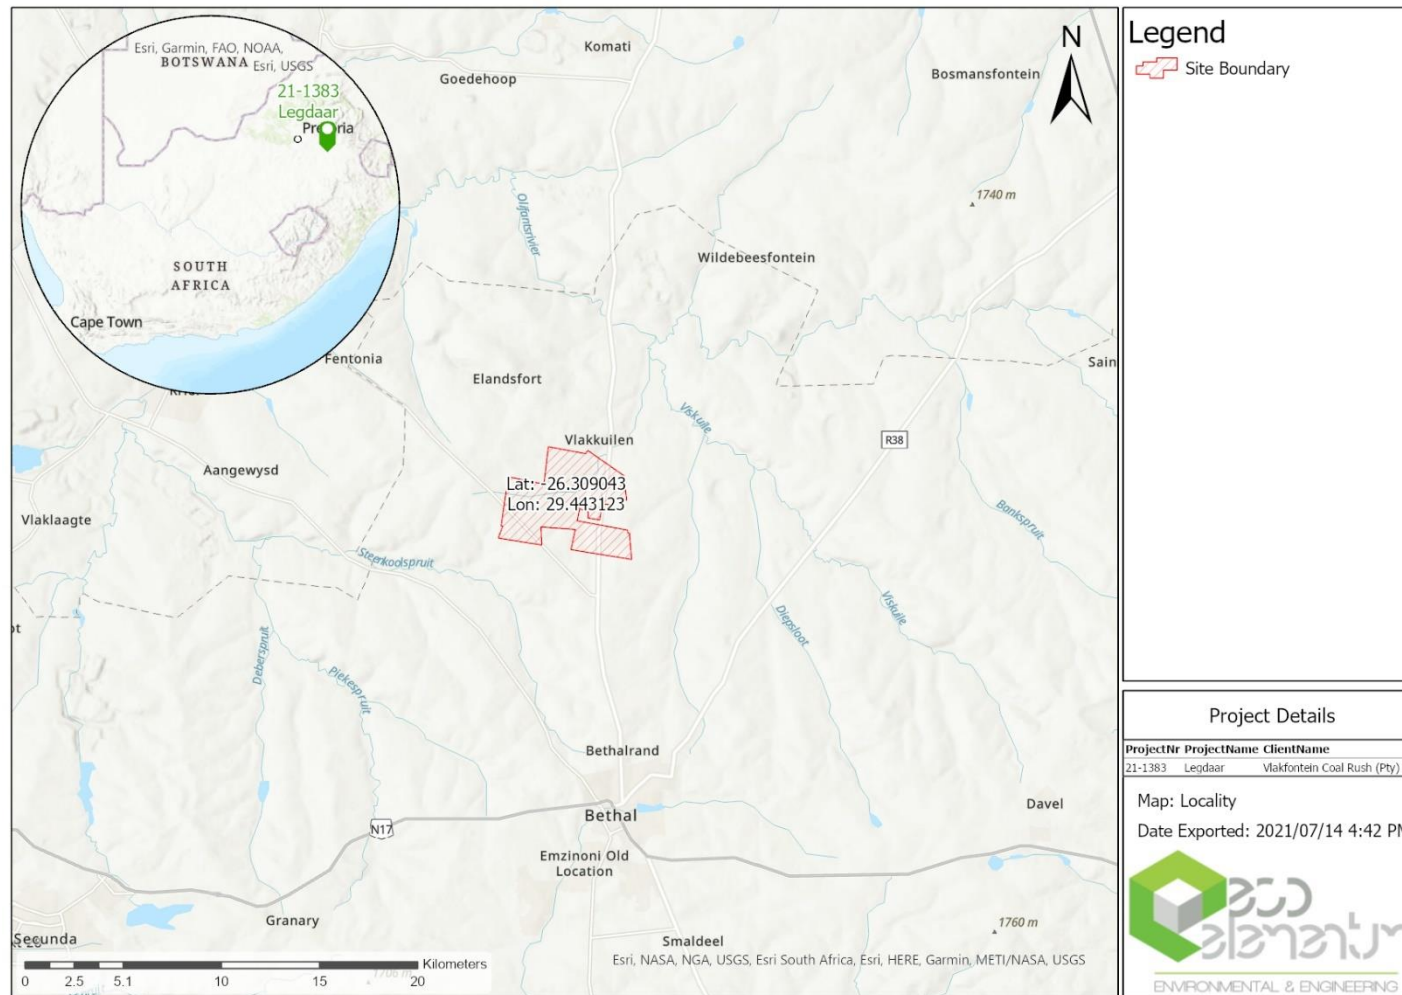 Esri, Garmin, FAO, NOAA,
BOTSWANA Esri, USGS
21-1383
Legdaar
SOUTH
AFRICA
Cape Town
Komati
Goedehoop
Bosmansfontein
N
1740 m
Olifantsrivier
Wildebeesfontein
Fentonia
Elandsfort
Viskuile
R38
Vlakkuilen
Aangewysd
Lat: -26.309043
Lon: 29.443123
Vlaklaagte
Bankspruit
Steenkoolspruit
Viskuile
Diepsloot
Debeerspruit
Piekespruit
Bethalrand
Davel
Bethal
N17
Emzinoni Old
Location
Granary
1760 m
Secunda
Smaldeel
Kilometers
0 2.5 5.1 10 15 20
Esri, NASA, NGA, USGS, Esri South Africa, Esri, HERE, Garmin, METI/NASA, USGS
Legend
Site Boundary
Project Details
ProjectNr ProjectName ClientName
21-1383 Legdaar Vlakfontein Coal Rush (Pty)
Map: Locality
Date Exported: 2021/07/14 4:42 PM
eco
elementum
ENVIRONMENTAL & ENGINEERING